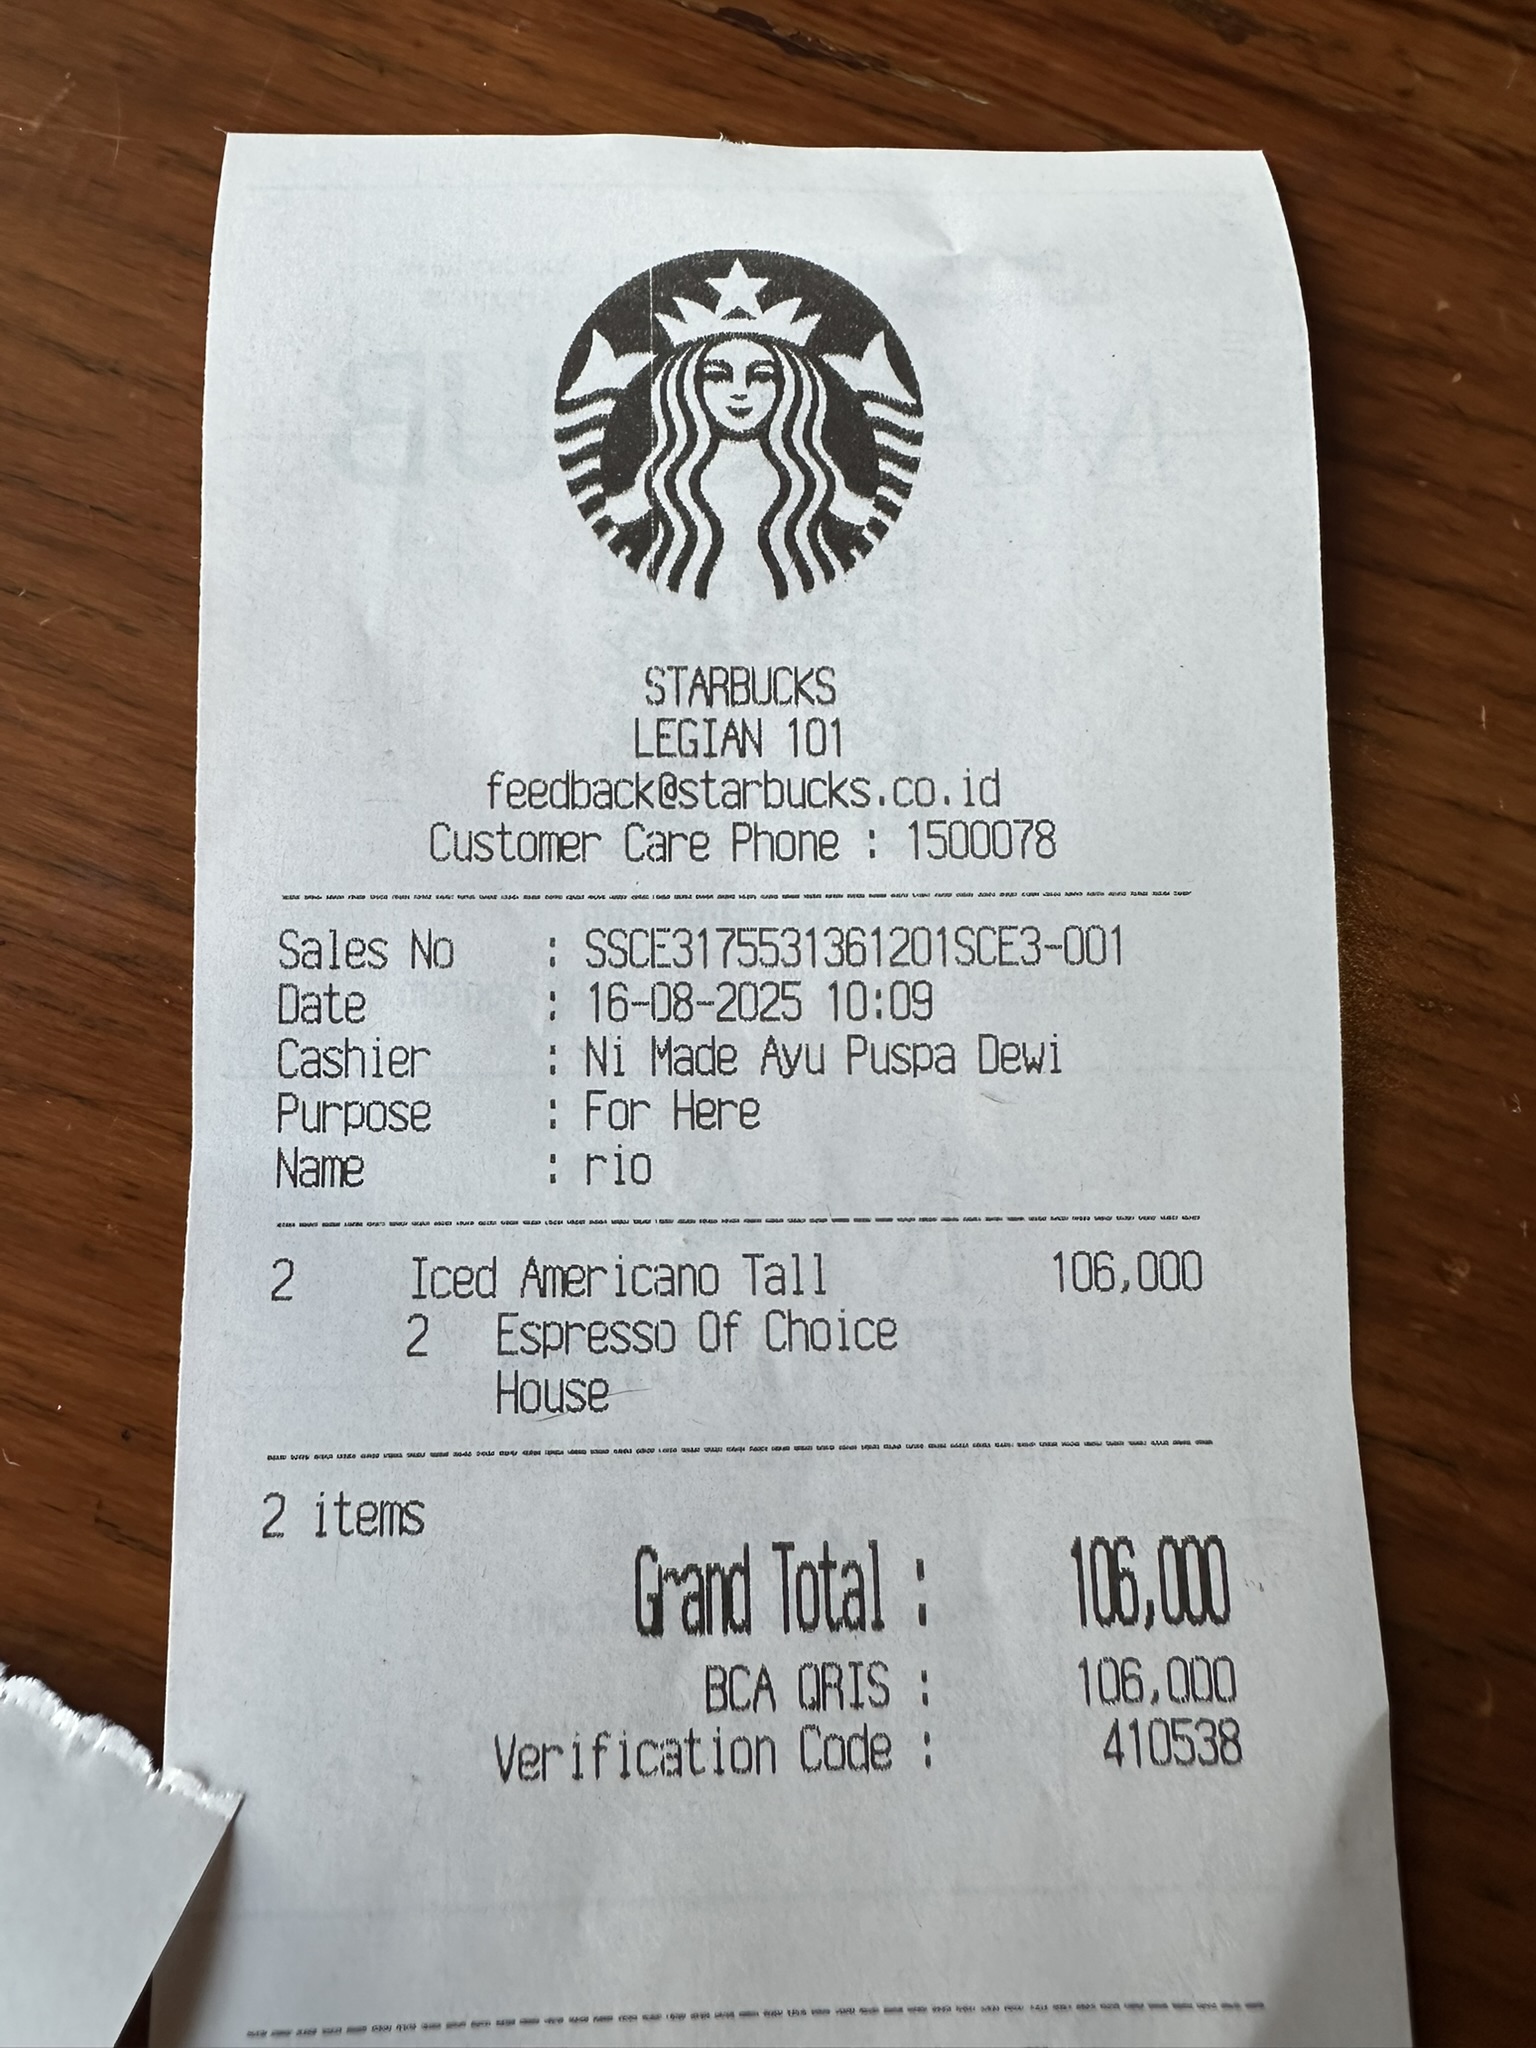 STARBUCKS
LEGIAN 101
feedback@starbucks.co.id
Customer Care Phone : 1500078
Sales No : SSCE3175531361201SCE3-001
Date : 16-08-2025 10:09
Cashier : Ni Made Ayu Puspa Dewi
Purpose : For Here
Name : rio
2 Iced Americano Tall 106,000
2 Espresso Of Choice
House
2 items
Grand Total : 106,000
BCA QRIS : 106,000
Verification Code : 410538